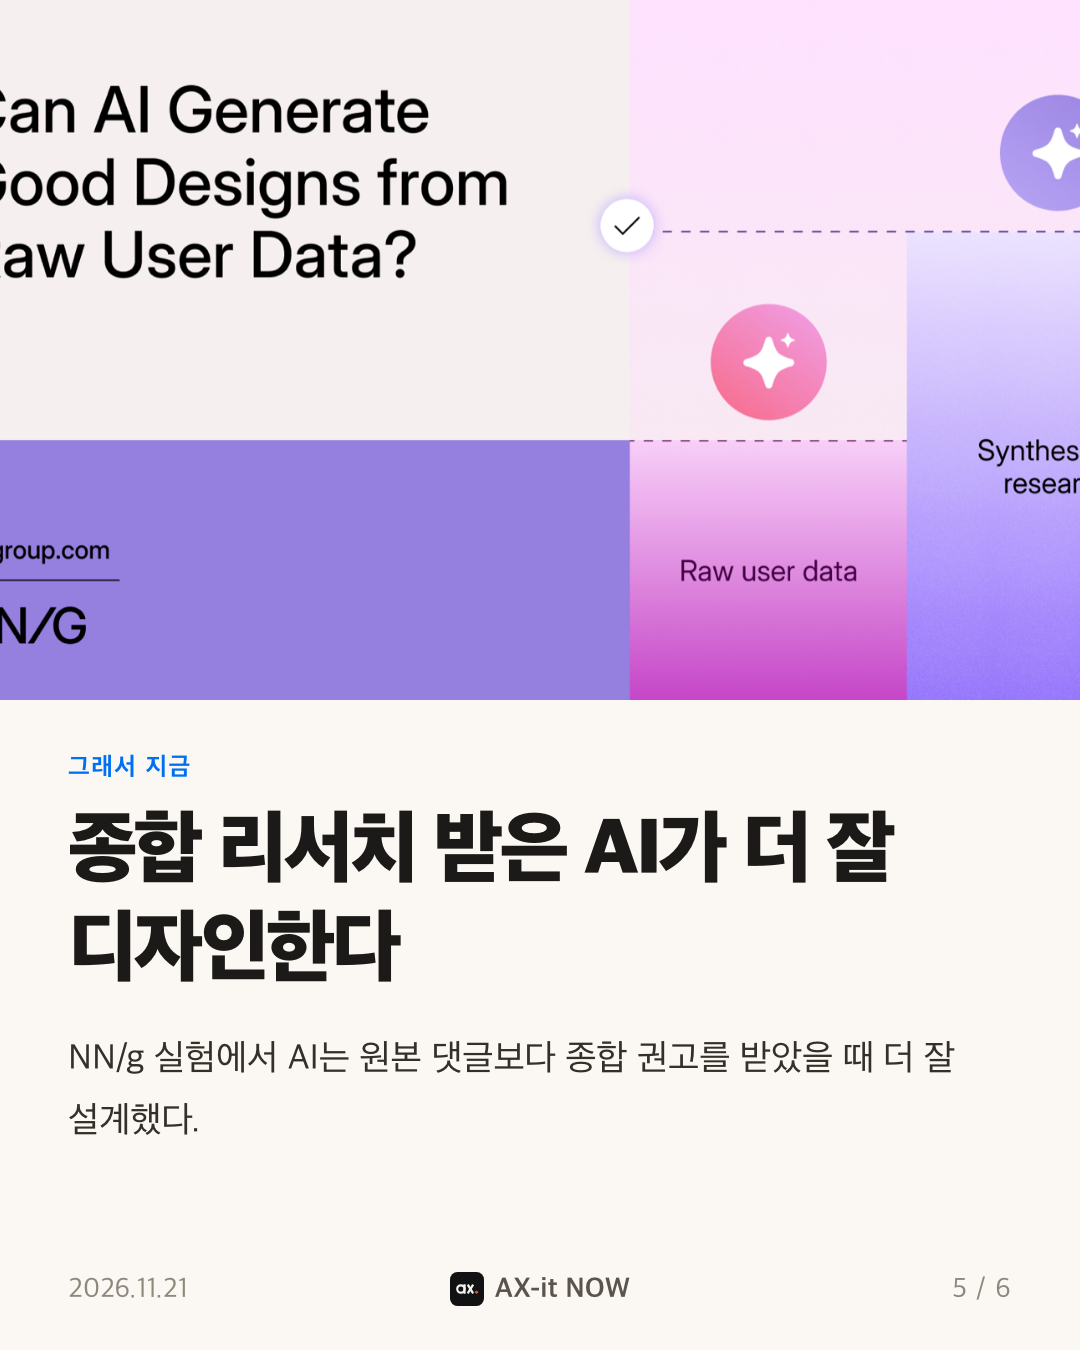 Can AI Generate
Good Designs from
Raw User Data?
group.com
N/G
Raw user data
Synthes
resear
그래서 지금
종합 리서치 받은 AI가 더 잘
디자인한다
NN/g 실험에서 AI는 원본 댓글보다 종합 권고를 받았을 때 더 잘
설계했다.
2026.11.21
ax. AX-it NOW
5 / 6